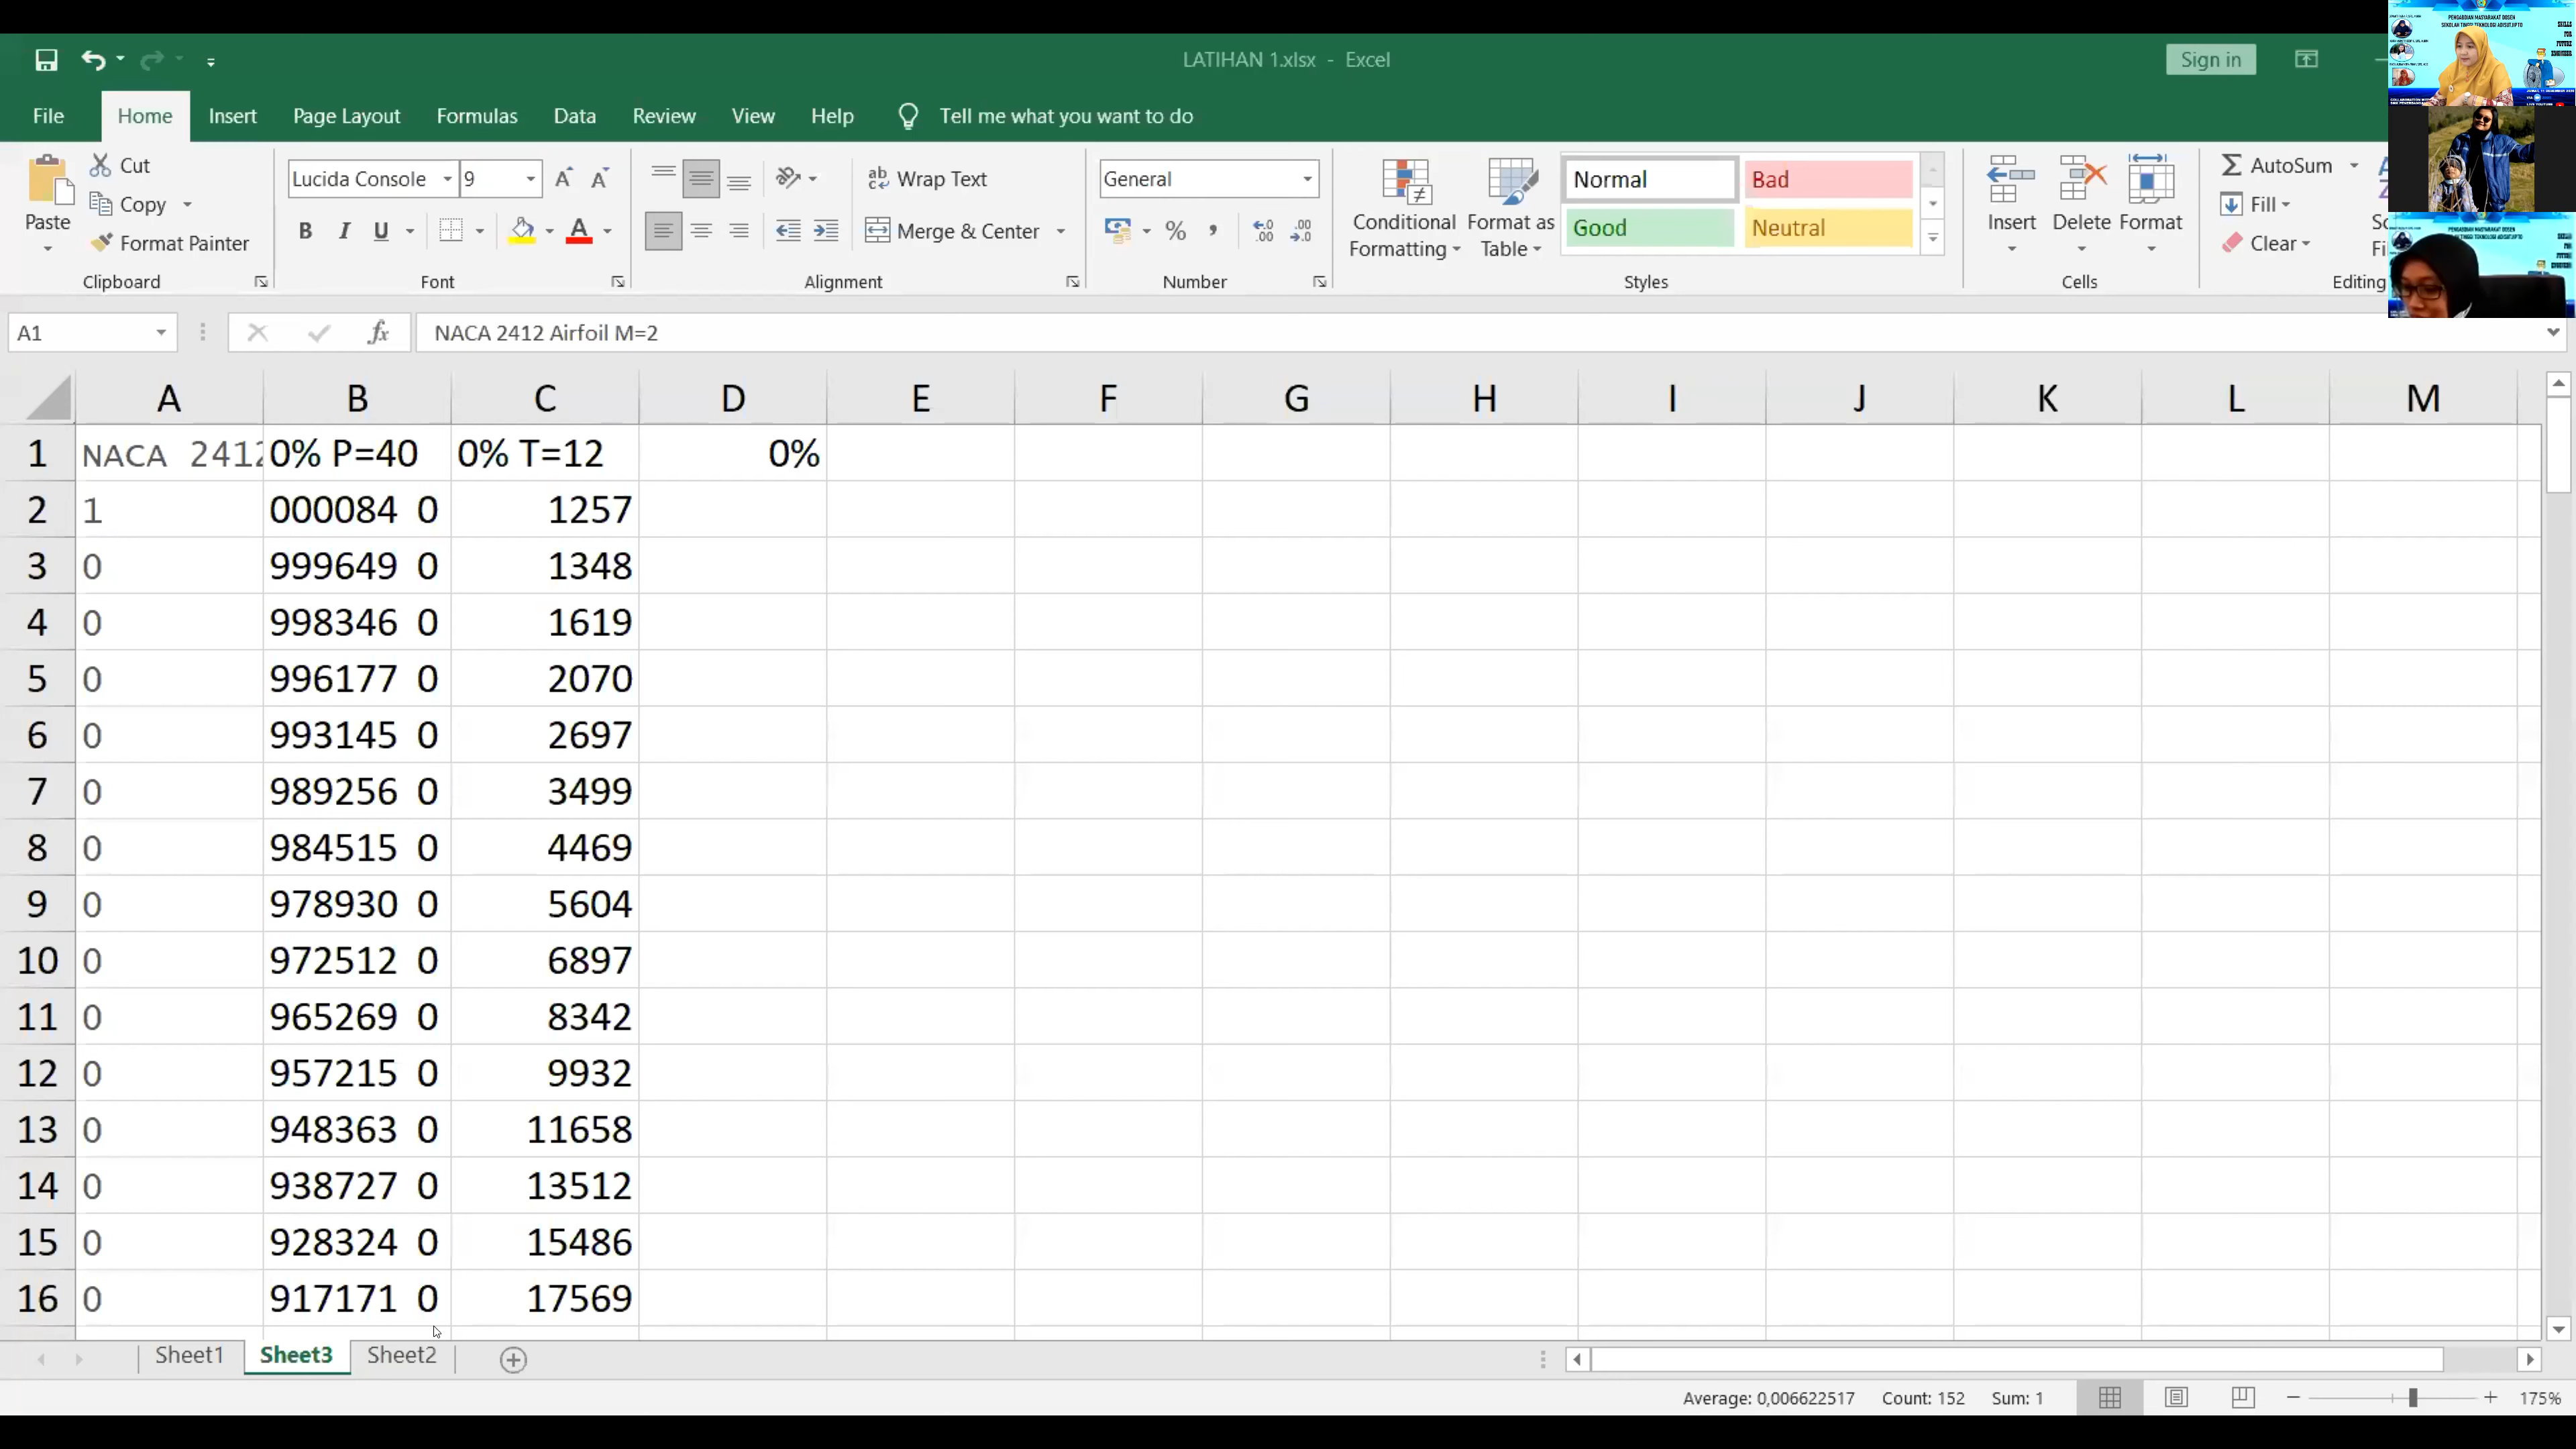 LATIHAN 1.xlsx - Excel
Sign in
File Home Insert Page Layout Formulas Data Review View Help Tell me what you want to do
Paste
Cut
Copy
Format Painter
Clipboard
Lucida Console 9
B I U
Font
Wrap Text
Merge & Center
Alignment
General
Number
Conditional Formatting
Format as Table
Normal Bad
Good Neutral
Styles
Insert Delete Format
Cells
AutoSum
Fill
Clear
Editing
A1 fx NACA 2412 Airfoil M=2
A B C D E F G H I J K L M
1 NACA 2412 0% P=40 0% T=12 0%
2 1 000084 0 1257
3 0 999649 0 1348
4 0 998346 0 1619
5 0 996177 0 2070
6 0 993145 0 2697
7 0 989256 0 3499
8 0 984515 0 4469
9 0 978930 0 5604
10 0 972512 0 6897
11 0 965269 0 8342
12 0 957215 0 9932
13 0 948363 0 11658
14 0 938727 0 13512
15 0 928324 0 15486
16 0 917171 0 17569
Sheet1 Sheet3 Sheet2
Average: 0,006622517 Count: 152 Sum: 1 175%
PENGABDIAN MASYARAKAT DOSEN
SEKOLAH TINGGI TEKNOLOGI ADISUTJIPTO